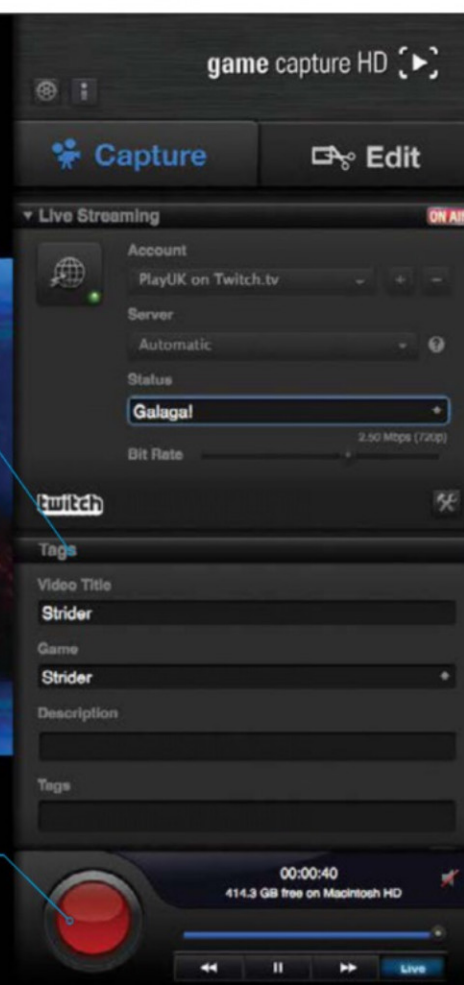 game capture HD
Capture
Edit
Live Streaming
ON AIR
Account
PlayUK on Twitch.tv
Server
Automatic
Status
Galaga!
2.50 Mbps (720p)
Bit Rate
twitch
Tags
Video Title
Strider
Game
Strider
Description
Tags
00:00:40
414.3 GB free on Macintosh HD
Live